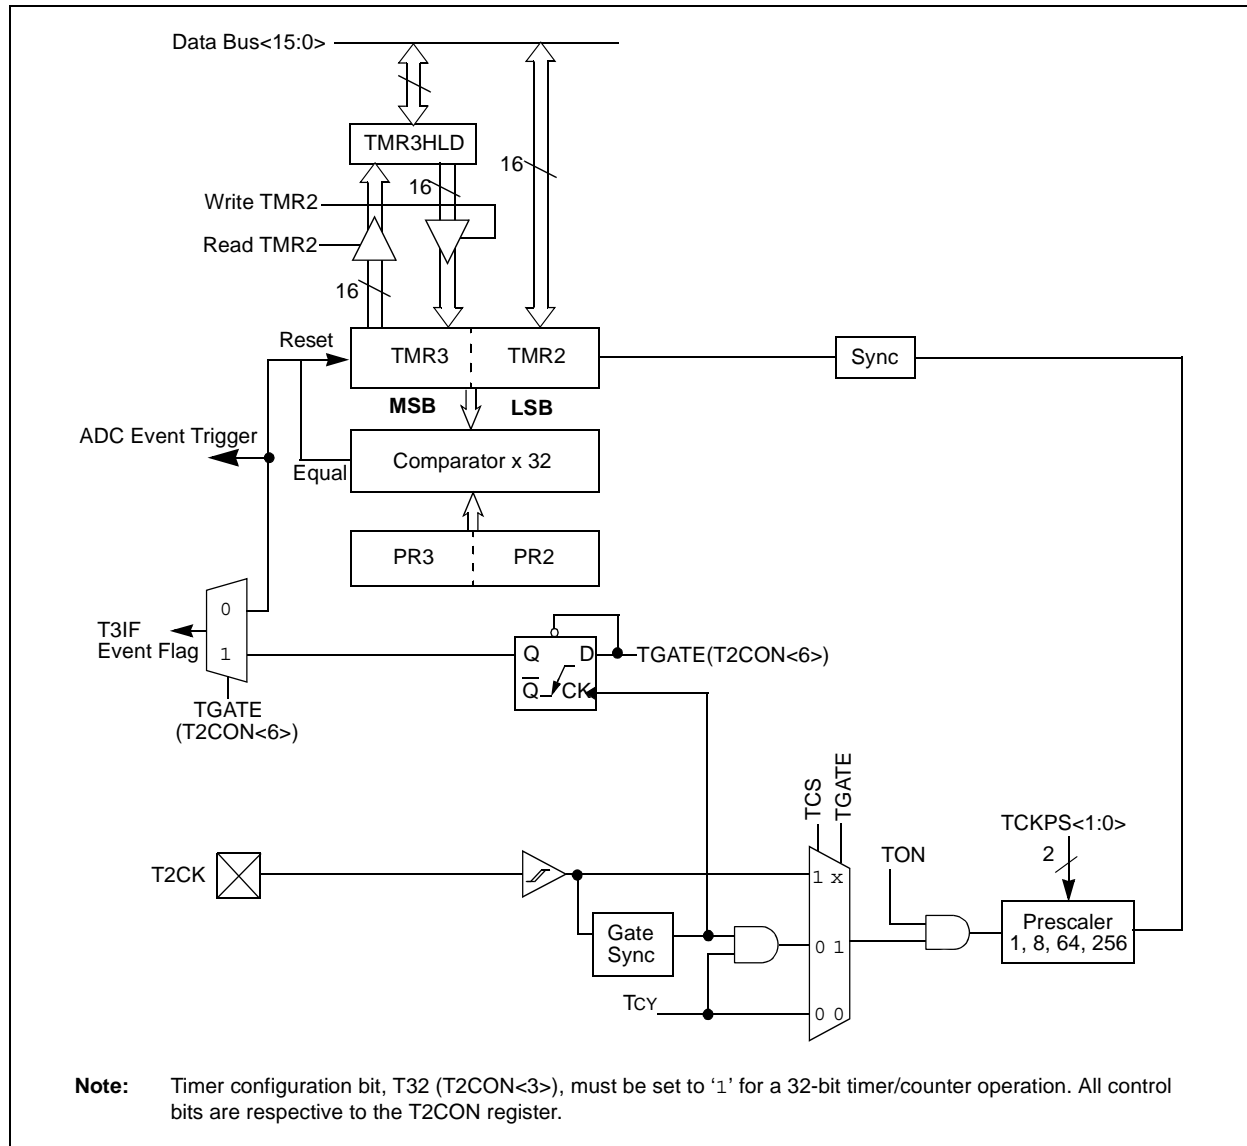 Data Bus<15:0>
TMR3HLD
16
16
Write TMR2
Read TMR2
16
Reset
TMR3
TMR2
Sync
MSB
LSB
ADC Event Trigger
Equal
Comparator x 32
PR3
PR2
0
T3IF
Event Flag
1
Q
D
TGATE(T2CON<6>)
Q
CK
TGATE
(T2CON<6>)
TCS
TGATE
TCKPS<1:0>
2
TON
T2CK
1 x
Gate
Sync
0 1
Prescaler
1, 8, 64, 256
TCY
0 0
Note: Timer configuration bit, T32 (T2CON<3>), must be set to ‘1’ for a 32-bit timer/counter operation. All control
bits are respective to the T2CON register.